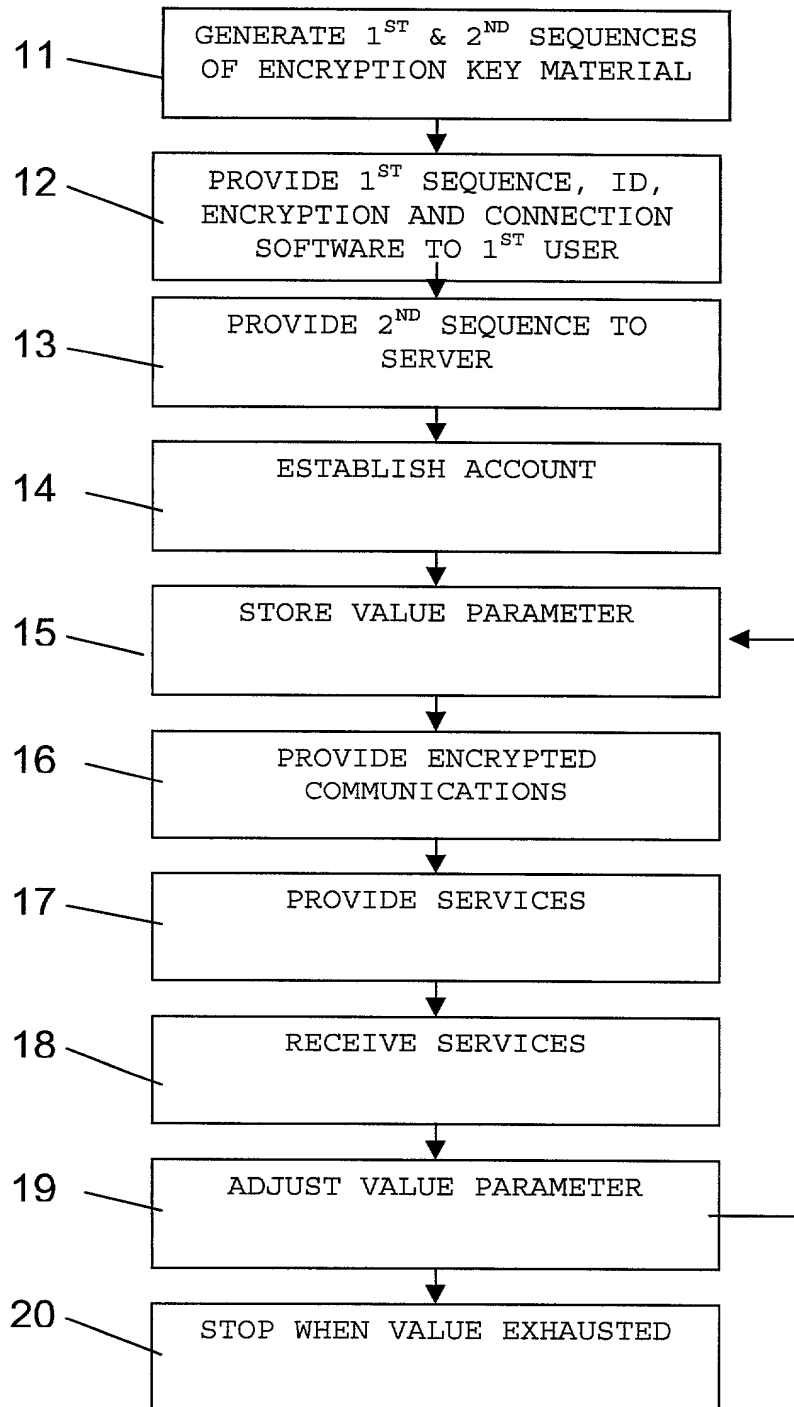 11
GENERATE 1ST & 2ND SEQUENCES
OF ENCRYPTION KEY MATERIAL
12
PROVIDE 1ST SEQUENCE, ID,
ENCRYPTION AND CONNECTION
SOFTWARE TO 1ST USER
13
PROVIDE 2ND SEQUENCE TO
SERVER
14
ESTABLISH ACCOUNT
15
STORE VALUE PARAMETER
16
PROVIDE ENCRYPTED
COMMUNICATIONS
17
PROVIDE SERVICES
18
RECEIVE SERVICES
19
ADJUST VALUE PARAMETER
20
STOP WHEN VALUE EXHAUSTED